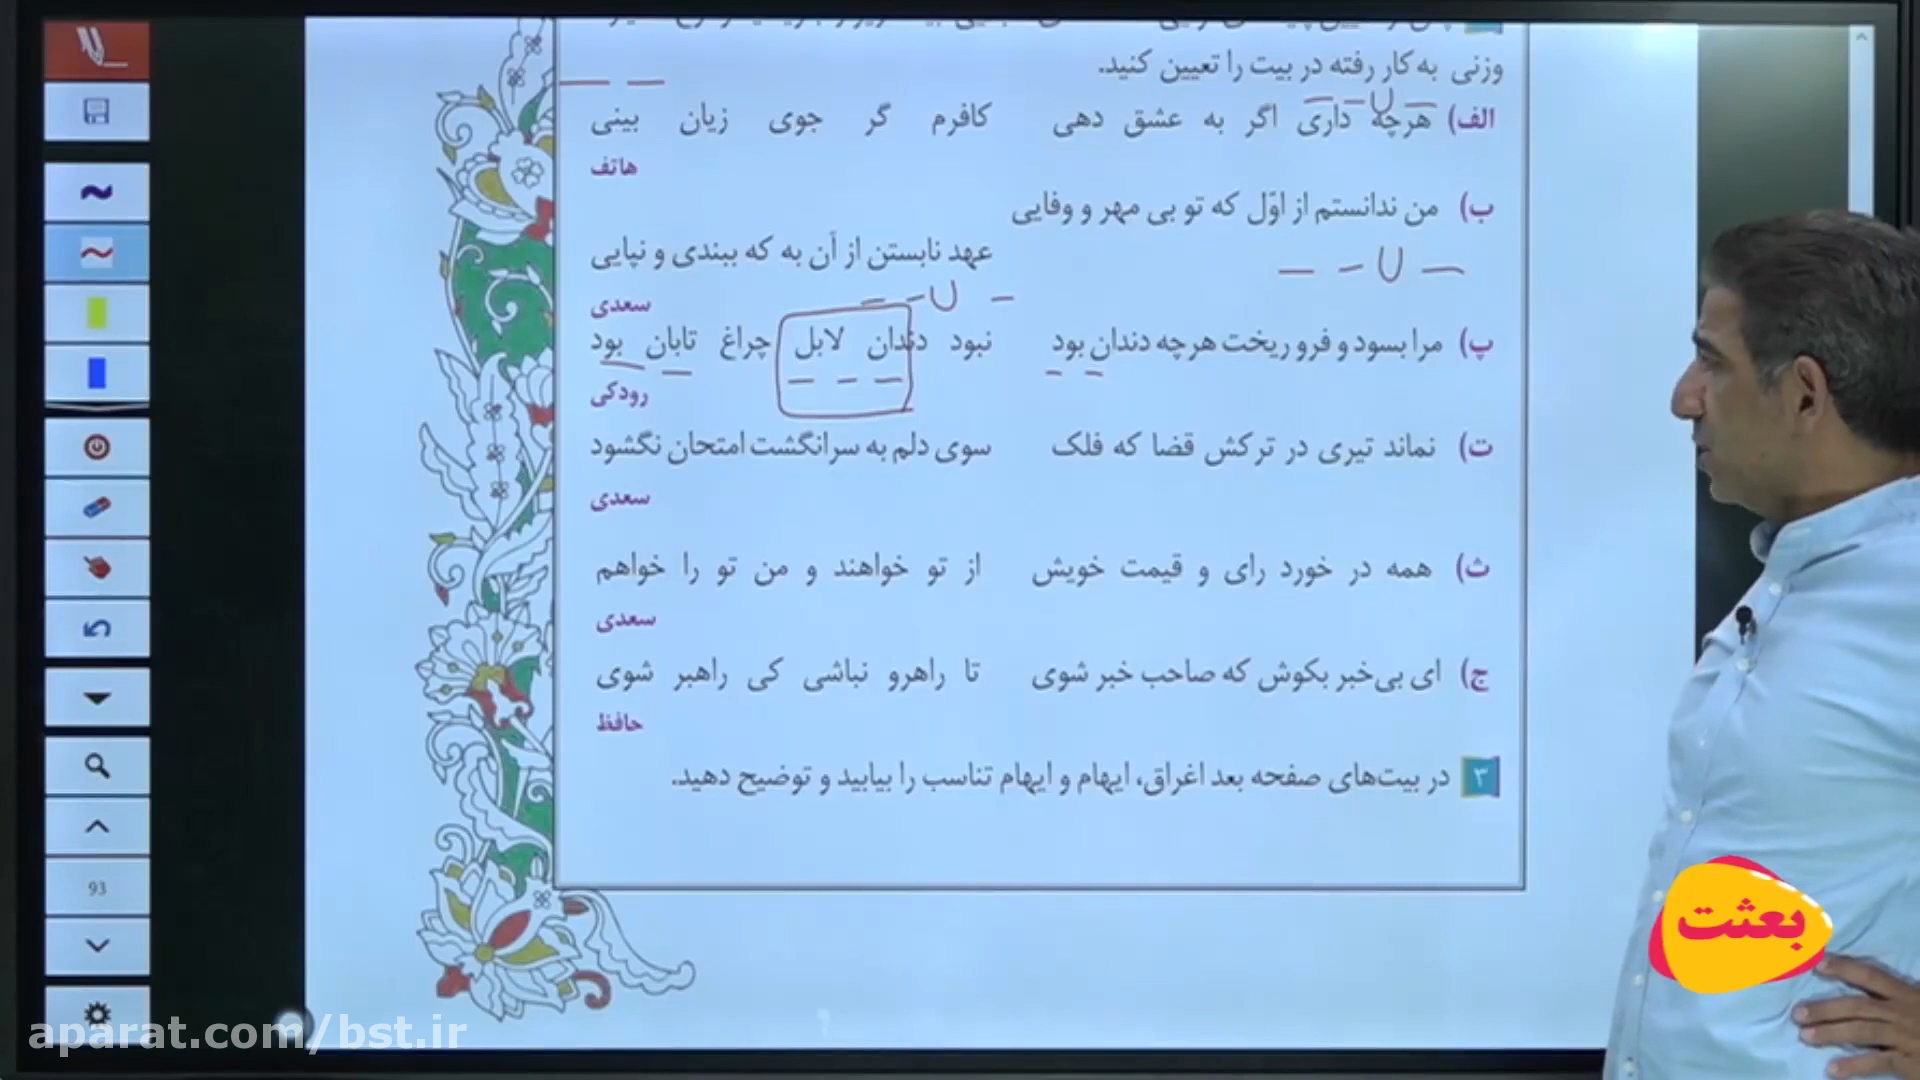 وزنی به‌کار رفته در بیت را تعیین کنید.
الف) هرچه داری اگر به عشق دهی کافرم گر جوی زیان بینی
هاتف
ب) من ندانستم از اوّل که تو بی مهر و وفایی
عهد نابستن از آن به که ببندی و نپایی
سعدی
پ) مرا بسود و فرو ریخت هرچه دندان بود نبود دندان لابل چراغ تابان بود
رودکی
ت) نماند تیری در ترکش قضا که فلک سوی دلم به سرانگشت امتحان نگشود
سعدی
ث) همه در خورد رای و قیمت خویش از تو خواهند و من تو را خواهم
سعدی
ج) ای بی‌خبر بکوش که صاحب خبر شوی تا راهرو نباشی کی راهبر شوی
حافظ
۳ در بیت‌های صفحه بعد اغراق، ایهام و ایهام تناسب را بیابید و توضیح دهید.
93
بعثت
aparat.com/bst.ir